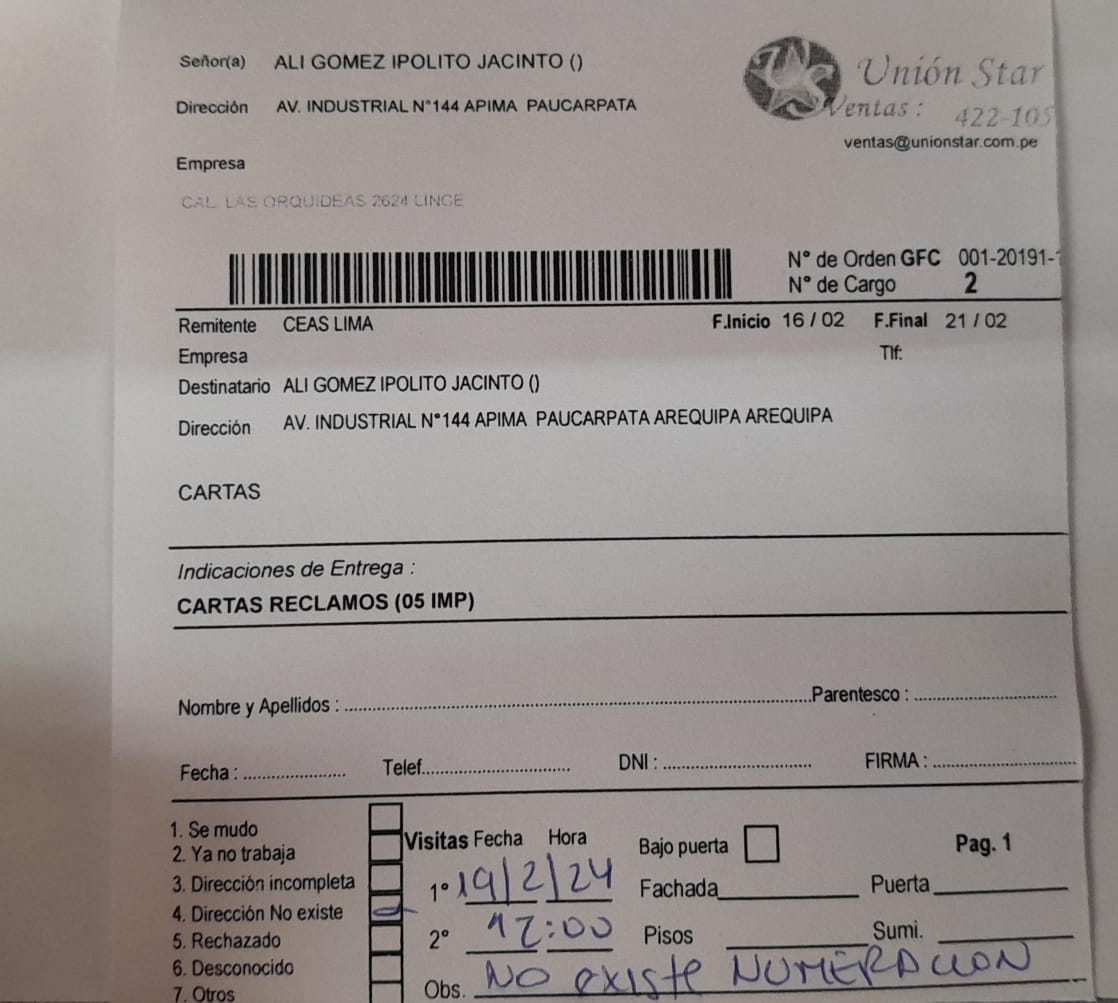 Señor(a) ALI GOMEZ IPOLITO JACINTO ()
Unión Star
Dirección AV. INDUSTRIAL N°144 APIMA PAUCARPATA
Ventas : 422-105
ventas@unionstar.com.pe
Empresa
CAL. LAS ORQUIDEAS 2624 LINCE
N° de Orden GFC 001-20191-
N° de Cargo 2
Remitente CEAS LIMA F.Inicio 16 / 02 F.Final 21 / 02
Empresa Tlf:
Destinatario ALI GOMEZ IPOLITO JACINTO ()
Dirección AV. INDUSTRIAL N°144 APIMA PAUCARPATA AREQUIPA AREQUIPA
CARTAS
Indicaciones de Entrega :
CARTAS RECLAMOS (05 IMP)
Nombre y Apellidos : Parentesco :
Fecha : Telef. DNI : FIRMA :
1. Se mudo
2. Ya no trabaja
3. Dirección incompleta
4. Dirección No existe
5. Rechazado
6. Desconocido
7. Otros
Visitas Fecha Hora
1° 19/2/24
2° 12:00
Obs. NO existe NUMERACION
Bajo puerta Pag. 1
Fachada Puerta
Pisos Sumi.